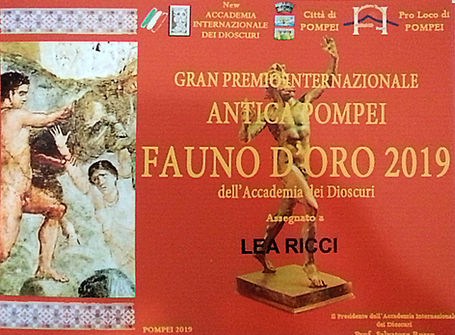 New
ACCADEMIA
INTERNAZIONALE
DEI DIOSCURI
Città di
POMPEI
Pro Loco di
POMPEI
GRAN PREMIO INTERNAZIONALE
ANTICA POMPEI
FAUNO D'ORO 2019
dell'Accademia dei Dioscuri
Assegnato a
LEA RICCI
Il Presidente dell'Accademia Internazionale
dei Dioscuri
POMPEI 2019
Prof.